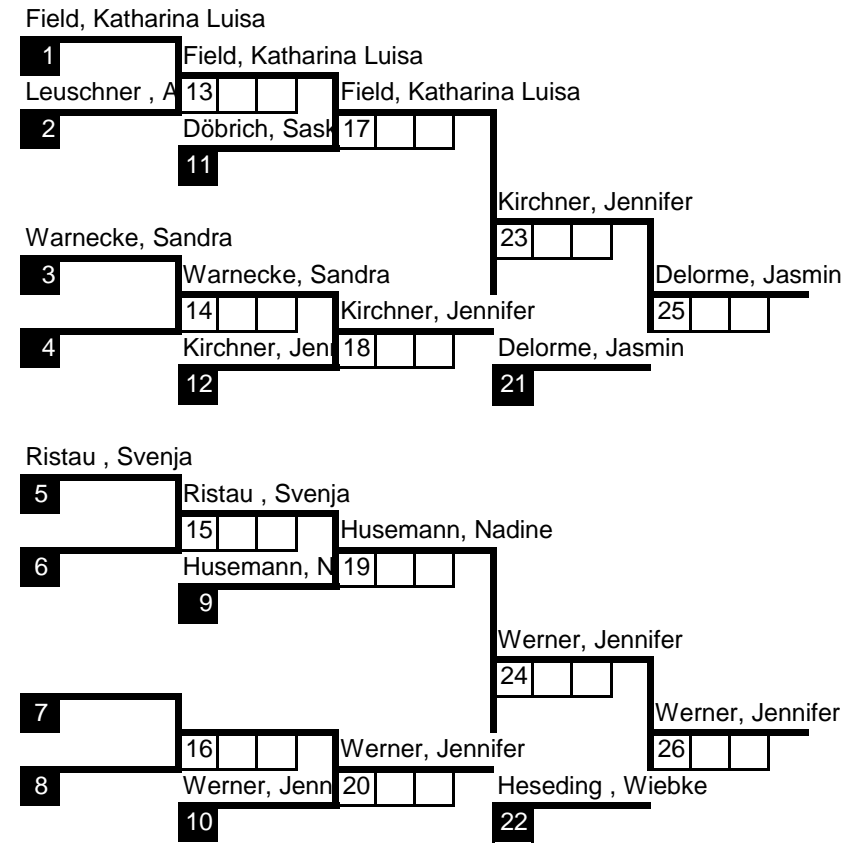 Field, Katharina Luisa
1 Field, Katharina Luisa
Leuschner , A 13 Field, Katharina Luisa
2 Döbrich, Sask 17
11
Kirchner, Jennifer
Warnecke, Sandra 23
3 Warnecke, Sandra Delorme, Jasmin
14 Kirchner, Jennifer 25
4 Kirchner, Jen 18 Delorme, Jasmin
12 21
Ristau , Svenja
5 Ristau , Svenja
15 Husemann, Nadine
6 Husemann, N 19
9
Werner, Jennifer
24
7 Werner, Jennifer
16 Werner, Jennifer 26
8 Werner, Jenn 20 Heseding , Wiebke
10 22